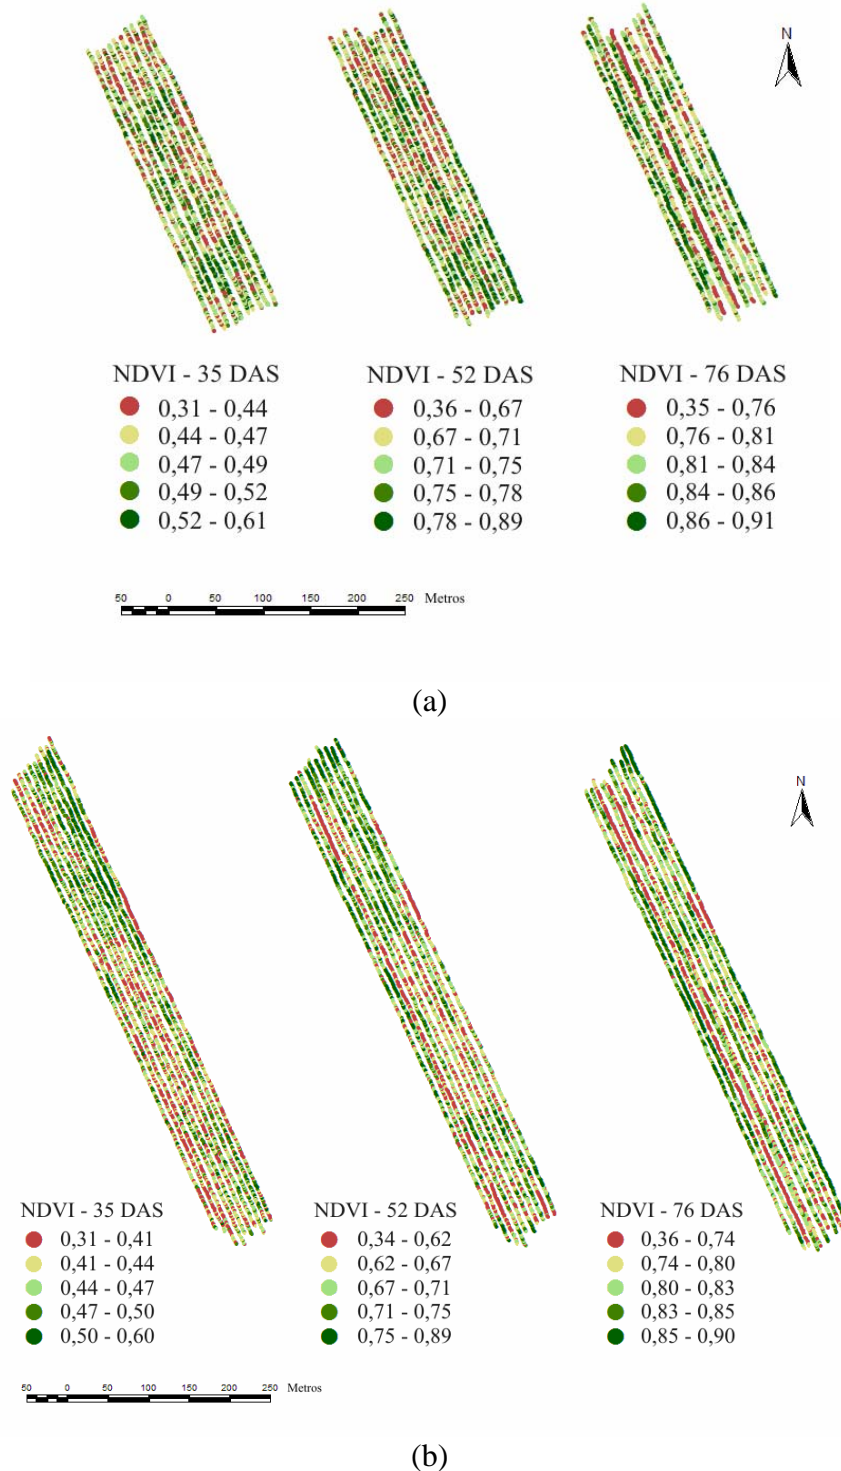 N
NDVI - 35 DAS
0,31 - 0,44
0,44 - 0,47
0,47 - 0,49
0,49 - 0,52
0,52 - 0,61
NDVI - 52 DAS
0,36 - 0,67
0,67 - 0,71
0,71 - 0,75
0,75 - 0,78
0,78 - 0,89
NDVI - 76 DAS
0,35 - 0,76
0,76 - 0,81
0,81 - 0,84
0,84 - 0,86
0,86 - 0,91
50 0 50 100 150 200 250 Metros
(a)
N
NDVI - 35 DAS
0,31 - 0,41
0,41 - 0,44
0,44 - 0,47
0,47 - 0,50
0,50 - 0,60
NDVI - 52 DAS
0,34 - 0,62
0,62 - 0,67
0,67 - 0,71
0,71 - 0,75
0,75 - 0,89
NDVI - 76 DAS
0,36 - 0,74
0,74 - 0,80
0,80 - 0,83
0,83 - 0,85
0,85 - 0,90
50 0 50 100 150 200 250 Metros
(b)